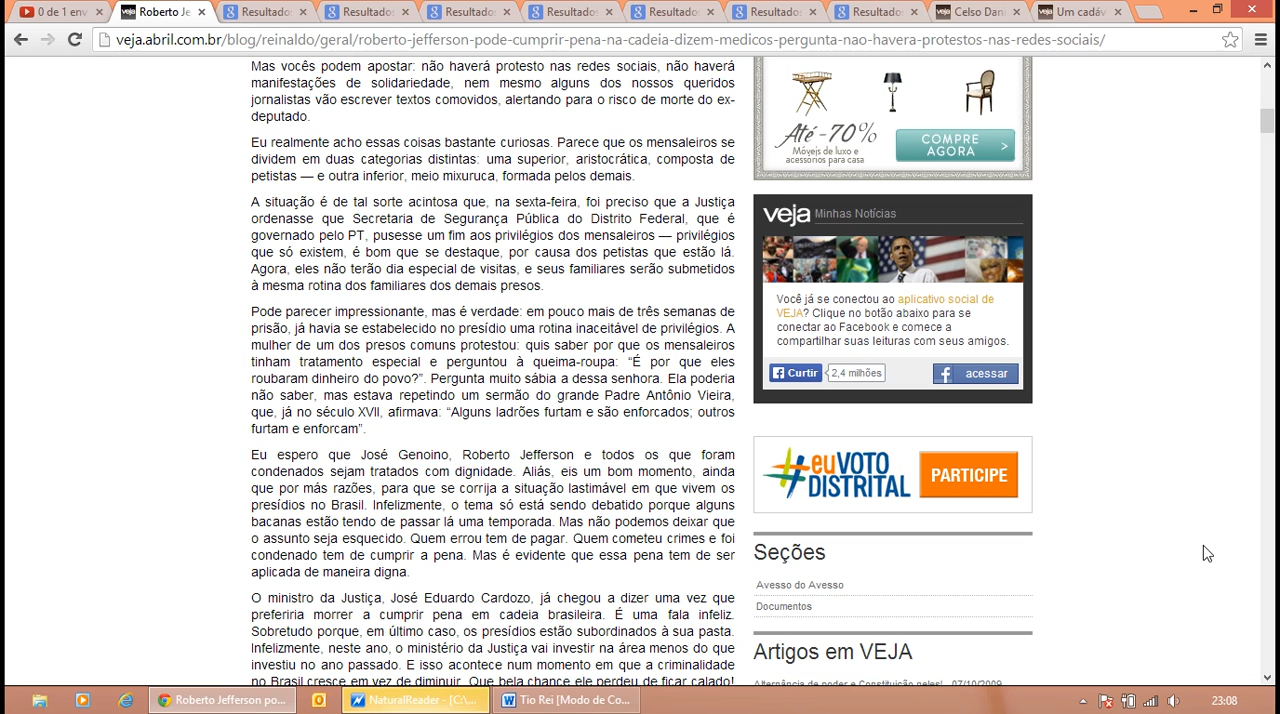 0 de 1 env
Roberto Je
Resultados
Resultados
Resultados
Resultados
Resultados
Resultados
Resultados
Celso Dani
Um cadáv
veja.abril.com.br/blog/reinaldo/geral/roberto-jefferson-pode-cumprir-pena-na-cadeia-dizem-medicos-pergunta-nao-havera-protestos-nas-redes-sociais/
Mas vocês podem apostar: não haverá protesto nas redes sociais, não haverá
manifestações de solidariedade, nem mesmo alguns dos nossos queridos
jornalistas vão escrever textos comovidos, alertando para o risco de morte do ex-
deputado.
Eu realmente acho essas coisas bastante curiosas. Parece que os mensaleiros se
dividem em duas categorias distintas: uma superior, aristocrática, composta de
petistas — e outra inferior, meio mixuruca, formada pelos demais.
A situação é de tal sorte acintosa que, na sexta-feira, foi preciso que a Justiça
ordenasse que Secretaria de Segurança Pública do Distrito Federal, que é
governado pelo PT, pusesse um fim aos privilégios dos mensaleiros — privilégios
que só existem, é bom que se destaque, por causa dos petistas que estão lá.
Agora, eles não terão dia especial de visitas, e seus familiares serão submetidos
à mesma rotina dos familiares dos demais presos.
Pode parecer impressionante, mas é verdade: em pouco mais de três semanas de
prisão, já havia se estabelecido no presídio uma rotina inaceitável de privilégios. A
mulher de um dos presos comuns protestou: quis saber por que os mensaleiros
tinham tratamento especial e perguntou à queima-roupa: “É por que eles
roubaram dinheiro do povo?”. Pergunta muito sábia a dessa senhora. Ela poderia
não saber, mas estava repetindo um sermão do grande Padre Antônio Vieira,
que, já no século XVII, afirmava: “Alguns ladrões furtam e são enforcados; outros
furtam e enforcam”.
Eu espero que José Genoino, Roberto Jefferson e todos os que foram
condenados sejam tratados com dignidade. Aliás, eis um bom momento, ainda
que por más razões, para que se corrija a situação lastimável em que vivem os
presídios no Brasil. Infelizmente, o tema só está sendo debatido porque alguns
bacanas estão tendo de passar lá uma temporada. Mas não podemos deixar que
o assunto seja esquecido. Quem errou tem de pagar. Quem cometeu crimes e foi
condenado tem de cumprir a pena. Mas é evidente que essa pena tem de ser
aplicada de maneira digna.
O ministro da Justiça, José Eduardo Cardozo, já chegou a dizer uma vez que
preferiria morrer a cumprir pena em cadeia brasileira. É uma fala infeliz.
Sobretudo porque, em último caso, os presídios estão subordinados à sua pasta.
Infelizmente, neste ano, o ministério da Justiça vai investir na área menos do que
investiu no ano passado. E isso acontece num momento em que a criminalidade
no Brasil cresce em vez de diminuir. Que bela chance ele perdeu de ficar calado!
Até -70%
Móveis de luxo e
acessórios para casa
COMPRE
AGORA >
veja Minhas Notícias
Você já se conectou ao aplicativo social de
VEJA? Clique no botão abaixo para se
conectar ao Facebook e comece a
compartilhar suas leituras com seus amigos.
Curtir 2,4 milhões acessar
#euVOTO
DISTRITAL
PARTICIPE
Seções
Avesso do Avesso
Documentos
Artigos em VEJA
Alternância de poder e Constituição neles! 07/10/2009
Roberto Jefferson po...
NaturalReader - [C:\...
Tio Rei [Modo de Co...
23:08